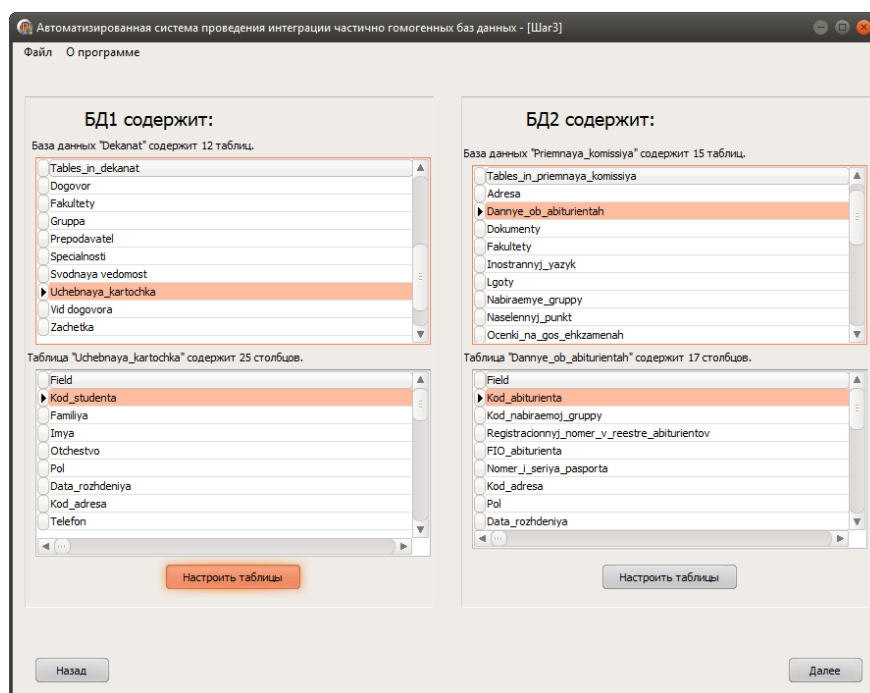 Автоматизированная система проведения интеграции частично гомогенных баз данных - [Шаг3]
Файл О программе
БД1 содержит:
База данных "Dekanat" содержит 12 таблиц.
Tables_in_dekanat
Dogovor
Fakultety
Gruppa
Prepodavatel
Specialnosti
Svodnaya vedomost
Uchebnaya_kartochka
Vid dogovora
Zachetka
Таблица "Uchebnaya_kartochka" содержит 25 столбцов.
Field
Kod_studenta
Familiya
Imya
Otchestvo
Pol
Data_rozhdeniya
Kod_adresa
Telefon
Настроить таблицы
БД2 содержит:
База данных "Priemnaya_komissiya" содержит 15 таблиц.
Tables_in_priemnaya_komissiya
Adresa
Dannye_ob_abiturientah
Dokumenty
Fakultety
Inostrannyj_yazyk
Lgoty
Nabiraemye_gruppy
Naselennyj_punkt
Ocenki_na_gos_ehkzamenah
Таблица "Dannye_ob_abiturientah" содержит 17 столбцов.
Field
Kod_abiturienta
Kod_nabiraemoj_gruppy
Registracionnyj_nomer_v_reestre_abiturientov
FIO_abiturienta
Nomer_i_seriya_pasporta
Kod_adresa
Pol
Data_rozhdeniya
Настроить таблицы
Назад
Далее